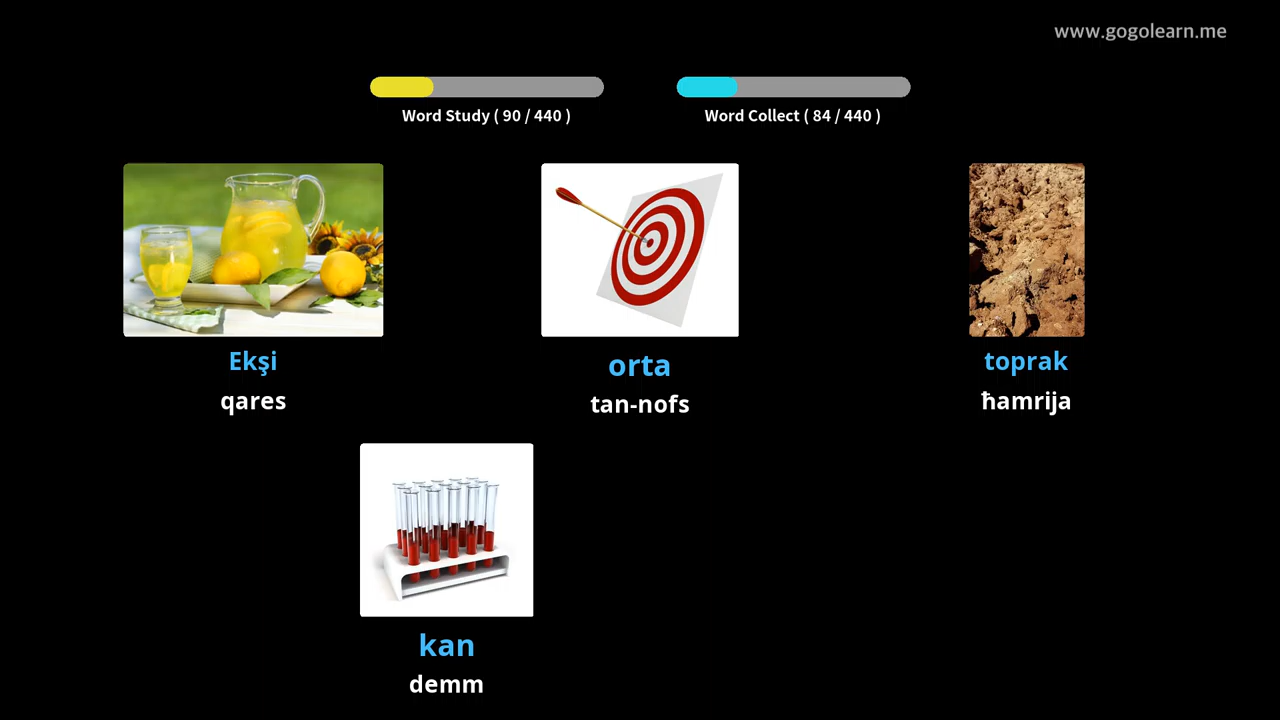 www.gogolearn.me
Word Study ( 90 / 440 )
Word Collect ( 84 / 440 )
Ekşi
qares
orta
tan-nofs
toprak
ħamrija
kan
demm